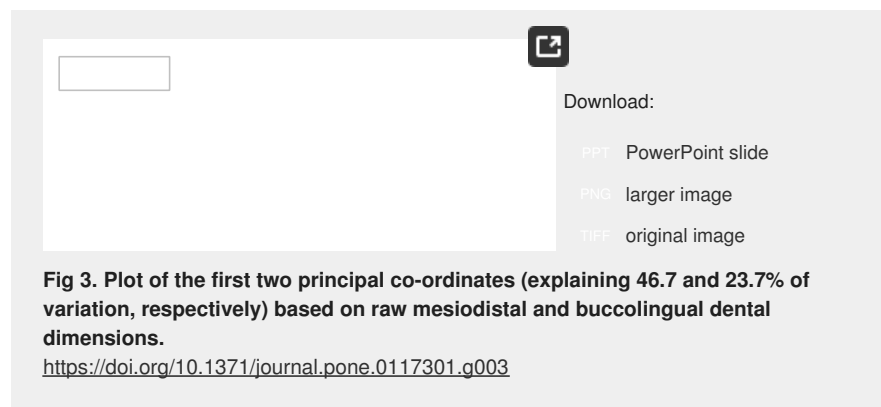 Download:
PPT PowerPoint slide
PNG larger image
TIFF original image
Fig 3. Plot of the first two principal co-ordinates (explaining 46.7 and 23.7% of
variation, respectively) based on raw mesiodistal and buccolingual dental
dimensions.
https://doi.org/10.1371/journal.pone.0117301.g003